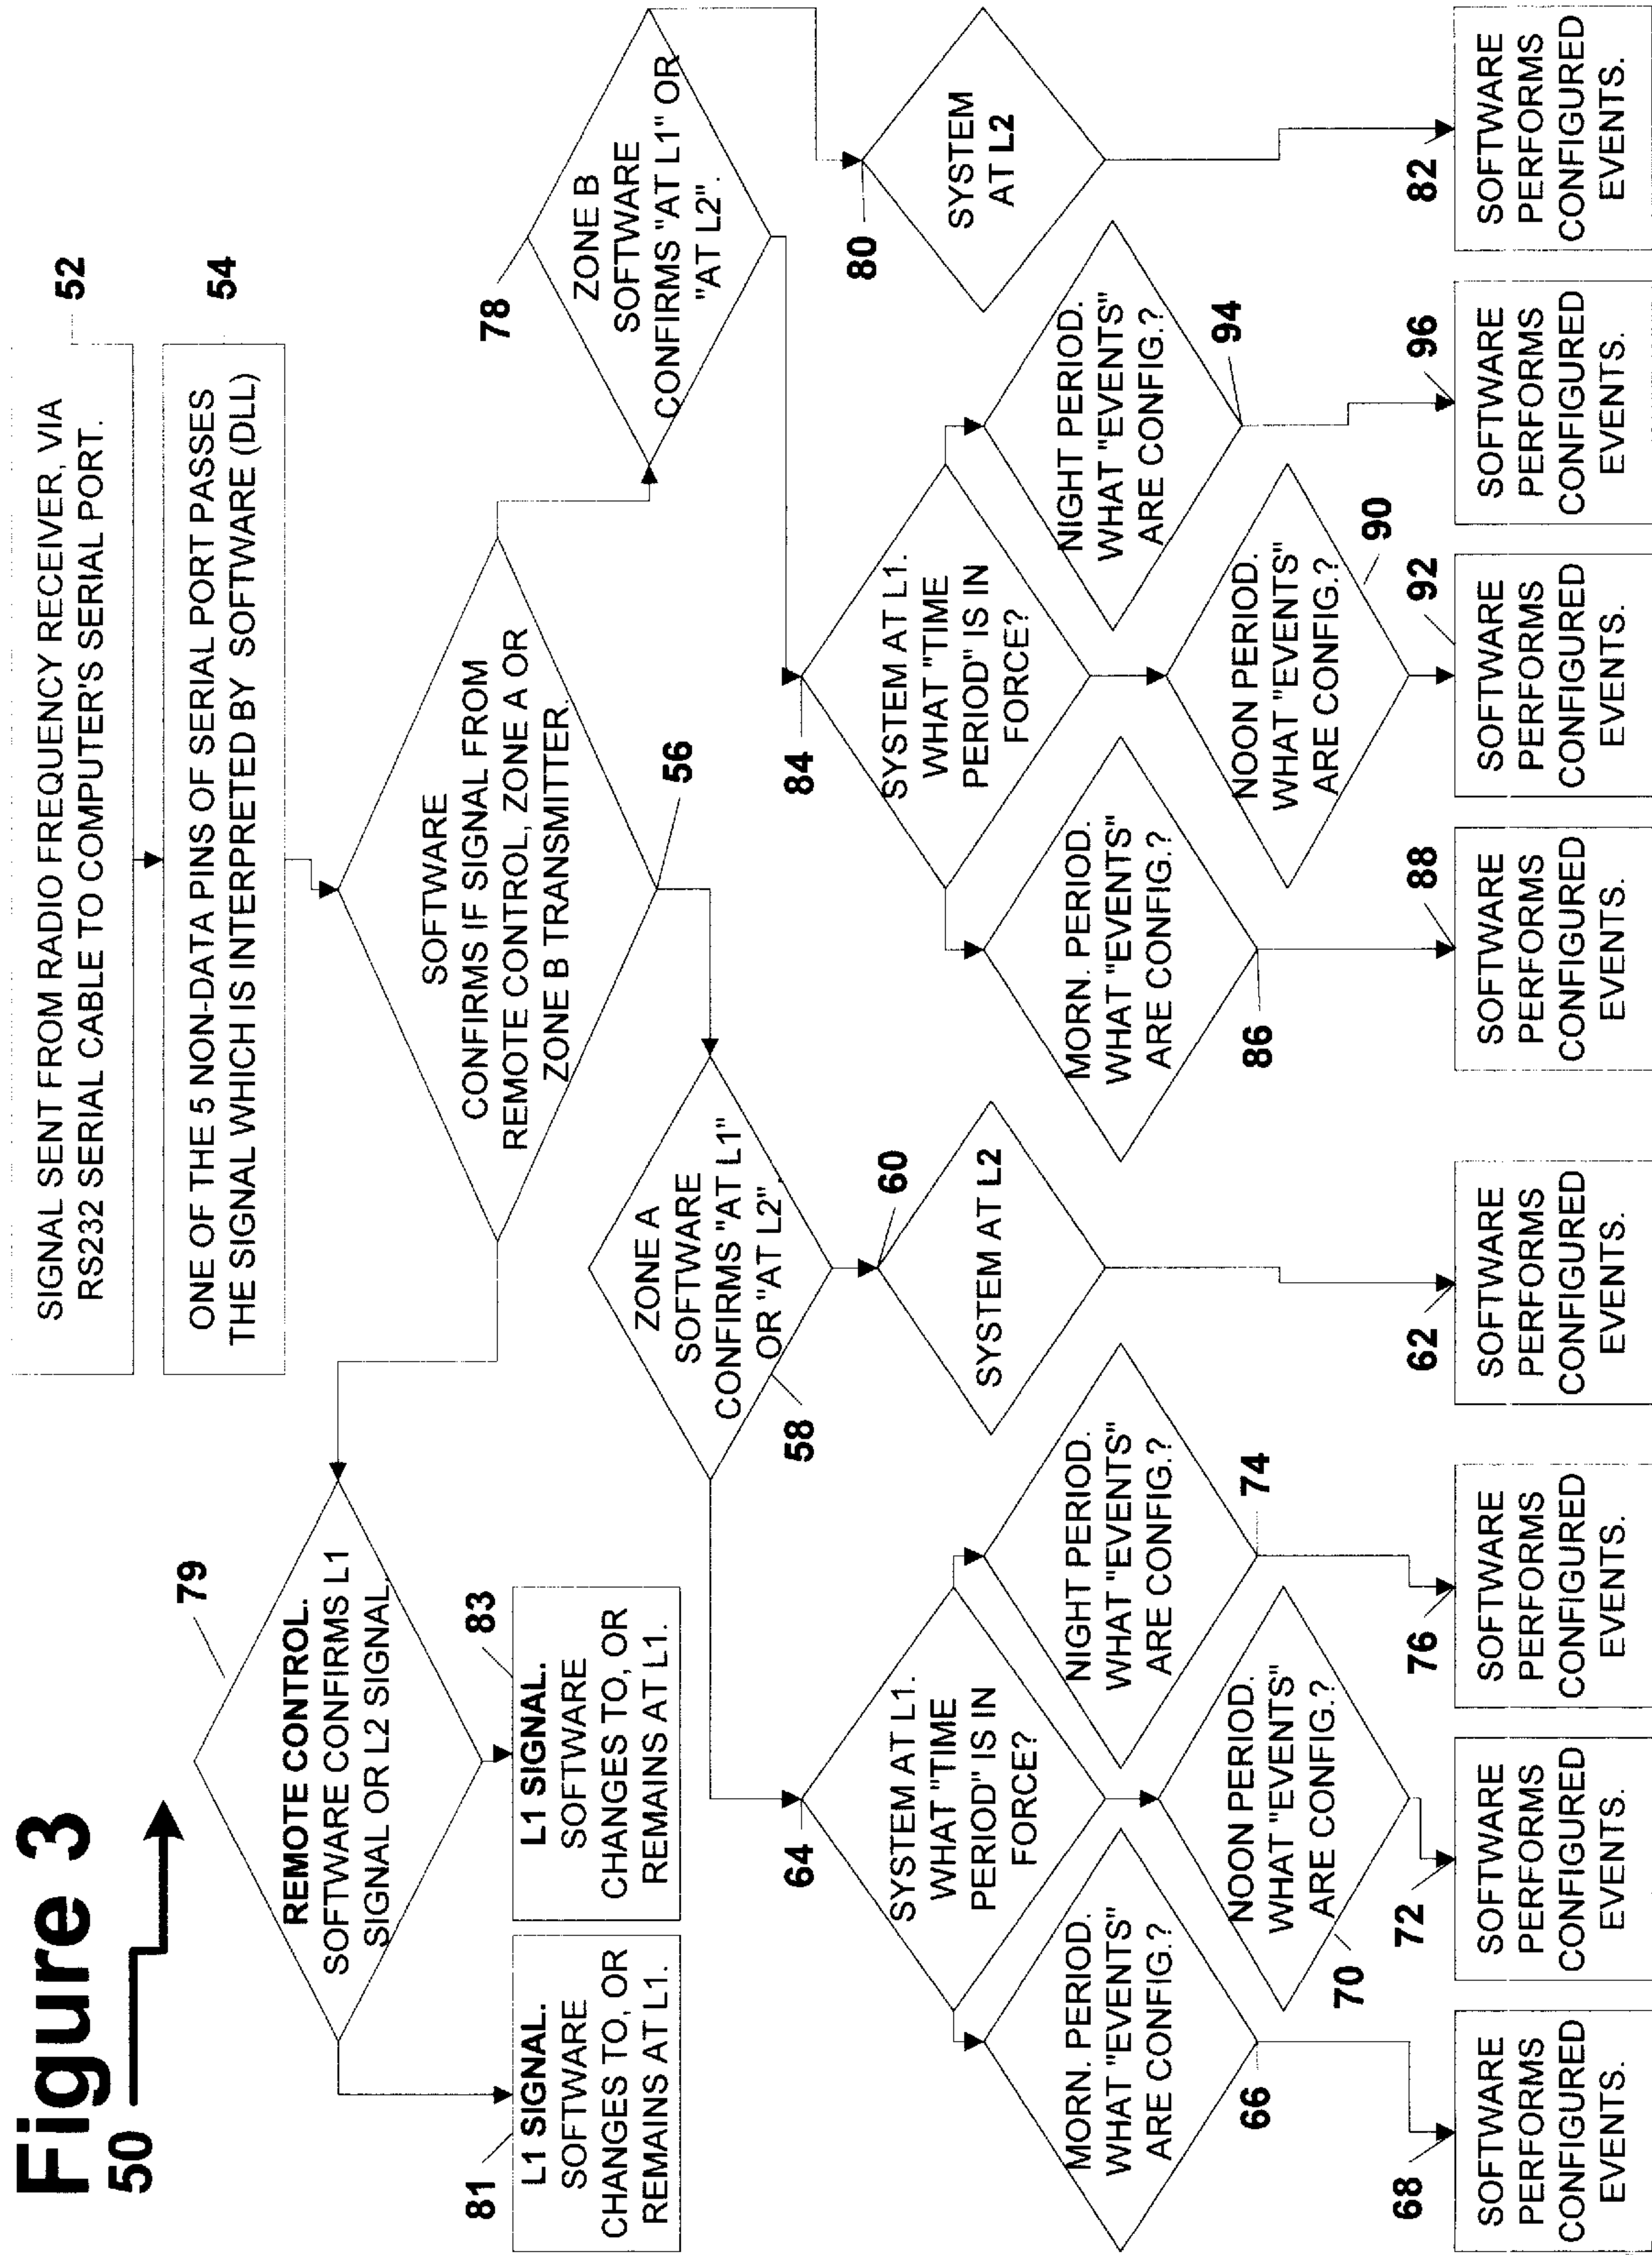 Figure 3
50
SIGNAL SENT FROM RADIO FREQUENCY RECEIVER, VIA
RS232 SERIAL CABLE TO COMPUTER'S SERIAL PORT.
52
ONE OF THE 5 NON-DATA PINS OF SERIAL PORT PASSES
THE SIGNAL WHICH IS INTERPRETED BY SOFTWARE (DLL)
54
SOFTWARE
CONFIRMS IF SIGNAL FROM
REMOTE CONTROL, ZONE A OR
ZONE B TRANSMITTER.
56
79
REMOTE CONTROL.
SOFTWARE CONFIRMS L1
SIGNAL OR L2 SIGNAL.
81
L1 SIGNAL.
SOFTWARE
CHANGES TO, OR
REMAINS AT L1.
83
L1 SIGNAL.
SOFTWARE
CHANGES TO, OR
REMAINS AT L1.
ZONE A
SOFTWARE
CONFIRMS "AT L1"
OR "AT L2".
58
78
ZONE B
SOFTWARE
CONFIRMS "AT L1" OR
"AT L2".
64
SYSTEM AT L1.
WHAT "TIME
PERIOD" IS IN
FORCE?
60
SYSTEM AT L2
84
SYSTEM AT L1.
WHAT "TIME
PERIOD" IS IN
FORCE?
80
SYSTEM
AT L2
MORN. PERIOD.
WHAT "EVENTS"
ARE CONFIG.?
66
NOON PERIOD.
WHAT "EVENTS"
ARE CONFIG.?
70
NIGHT PERIOD.
WHAT "EVENTS"
ARE CONFIG.?
74
MORN. PERIOD.
WHAT "EVENTS"
ARE CONFIG.?
86
NOON PERIOD.
WHAT "EVENTS"
ARE CONFIG.?
90
NIGHT PERIOD.
WHAT "EVENTS"
ARE CONFIG.?
94
68
SOFTWARE
PERFORMS
CONFIGURED
EVENTS.
72
SOFTWARE
PERFORMS
CONFIGURED
EVENTS.
76
SOFTWARE
PERFORMS
CONFIGURED
EVENTS.
62
SOFTWARE
PERFORMS
CONFIGURED
EVENTS.
88
SOFTWARE
PERFORMS
CONFIGURED
EVENTS.
92
SOFTWARE
PERFORMS
CONFIGURED
EVENTS.
96
SOFTWARE
PERFORMS
CONFIGURED
EVENTS.
82
SOFTWARE
PERFORMS
CONFIGURED
EVENTS.